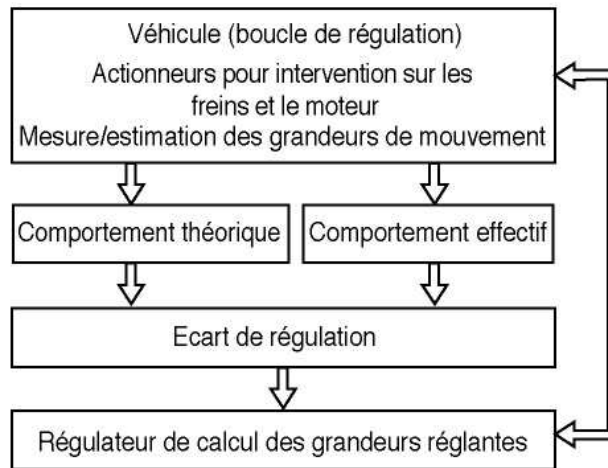 Véhicule (boucle de régulation)
Actionneurs pour intervention sur les
freins et le moteur
Mesure/estimation des grandeurs de mouvement
Comportement théorique
Comportement effectif
Ecart de régulation
Régulateur de calcul des grandeurs réglantes